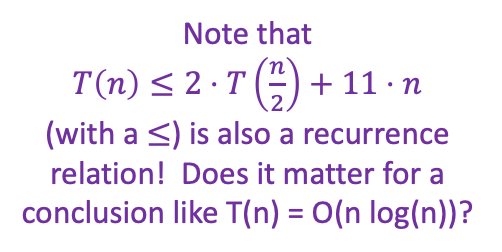 Note that
T(n) ≤ 2 · T(n/2) + 11 · n
(with a ≤) is also a recurrence
relation! Does it matter for a
conclusion like T(n) = O(n log(n))?